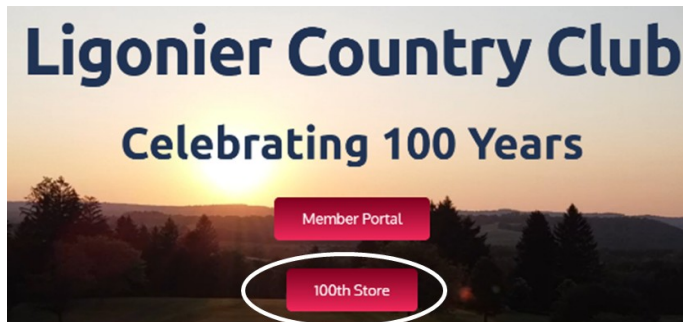 Ligonier Country Club
Celebrating 100 Years
Member Portal
100th Store